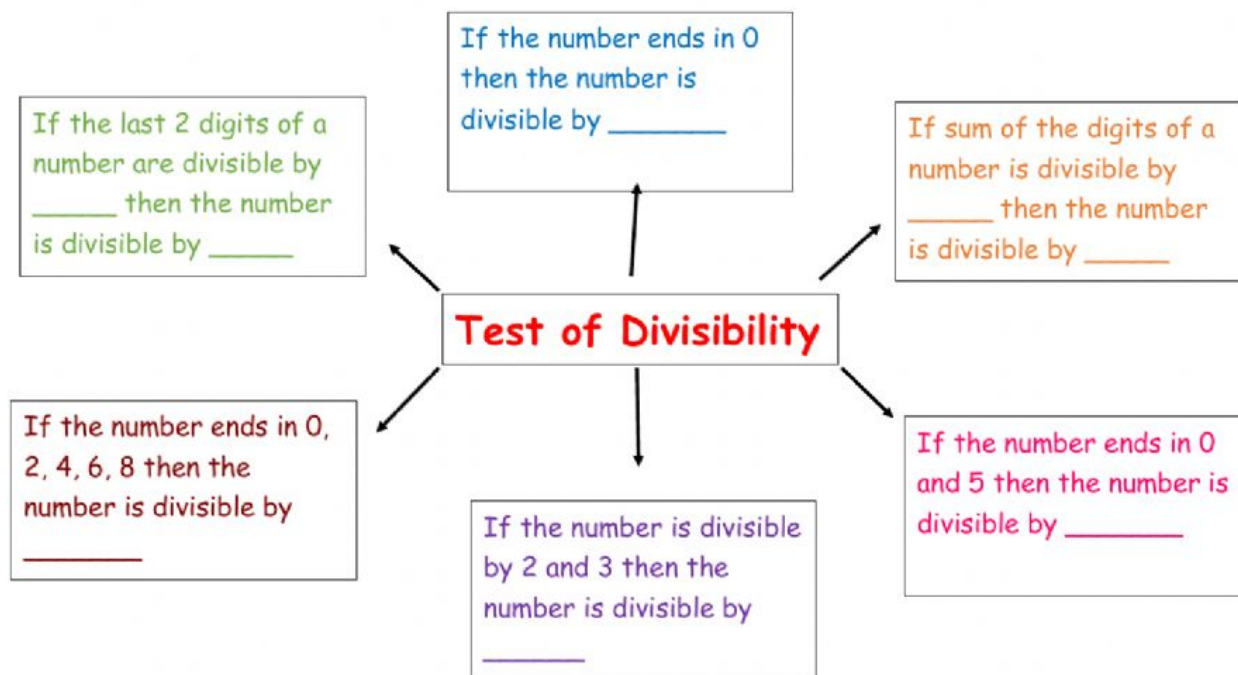 If the number ends in 0
then the number is
divisible by _______
If the last 2 digits of a
number are divisible by
_____ then the number
is divisible by _____
If sum of the digits of a
number is divisible by
_____ then the number
is divisible by _____
Test of Divisibility
If the number ends in 0,
2, 4, 6, 8 then the
number is divisible by
_______
If the number is divisible
by 2 and 3 then the
number is divisible by
______
If the number ends in 0
and 5 then the number is
divisible by _______